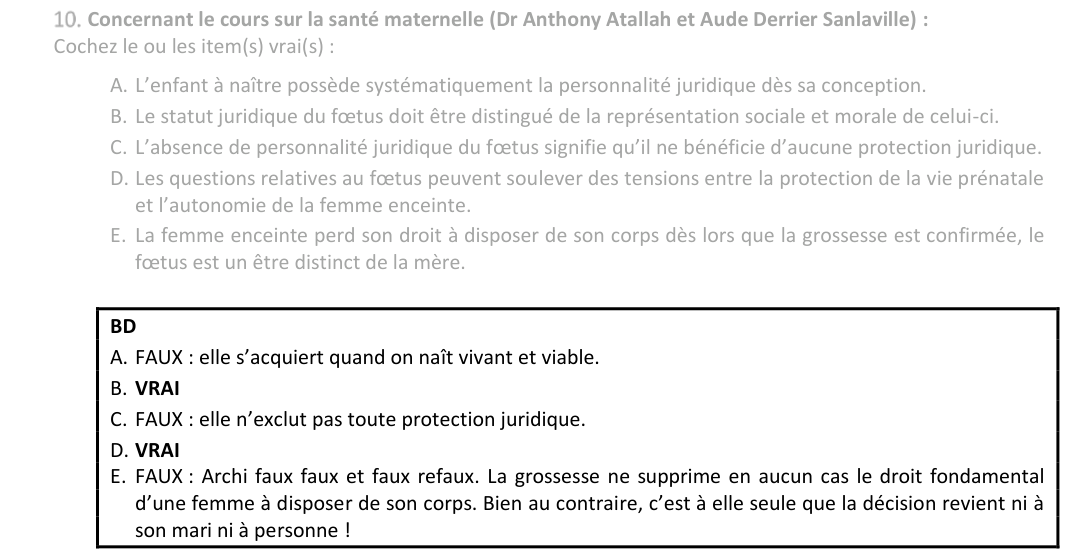 10. Concernant le cours sur la santé maternelle (Dr Anthony Atallah et Aude Derrier Sanlaville) :
Cochez le ou les item(s) vrai(s) :
A. L’enfant à naître possède systématiquement la personnalité juridique dès sa conception.
B. Le statut juridique du fœtus doit être distingué de la représentation sociale et morale de celui-ci.
C. L’absence de personnalité juridique du fœtus signifie qu’il ne bénéficie d’aucune protection juridique.
D. Les questions relatives au fœtus peuvent soulever des tensions entre la protection de la vie prénatale
et l’autonomie de la femme enceinte.
E. La femme enceinte perd son droit à disposer de son corps dès lors que la grossesse est confirmée, le
fœtus est un être distinct de la mère.
BD
A. FAUX : elle s’acquiert quand on naît vivant et viable.
B. VRAI
C. FAUX : elle n’exclut pas toute protection juridique.
D. VRAI
E. FAUX : Archi faux faux et faux refaux. La grossesse ne supprime en aucun cas le droit fondamental
d’une femme à disposer de son corps. Bien au contraire, c’est à elle seule que la décision revient ni à
son mari ni à personne !